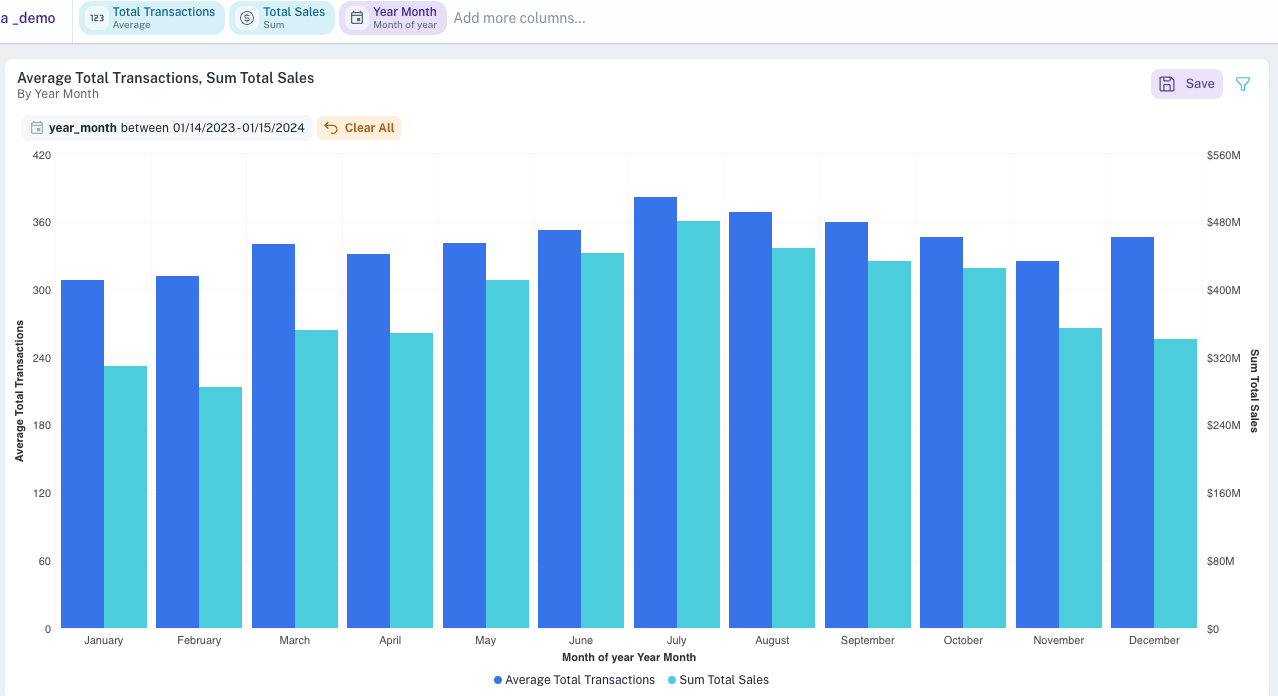 a _demo
123 Total Transactions
Average
Total Sales
Sum
Year Month
Month of year
Add more columns...
Average Total Transactions, Sum Total Sales
By Year Month
Save
year_month between 01/14/2023-01/15/2024
Clear All
420
360
300
240
180
120
60
0
Average Total Transactions
$560M
$480M
$400M
$320M
$240M
$160M
$80M
$0
Sum Total Sales
January February March April May June July August September October November December
Month of year Year Month
Average Total Transactions Sum Total Sales